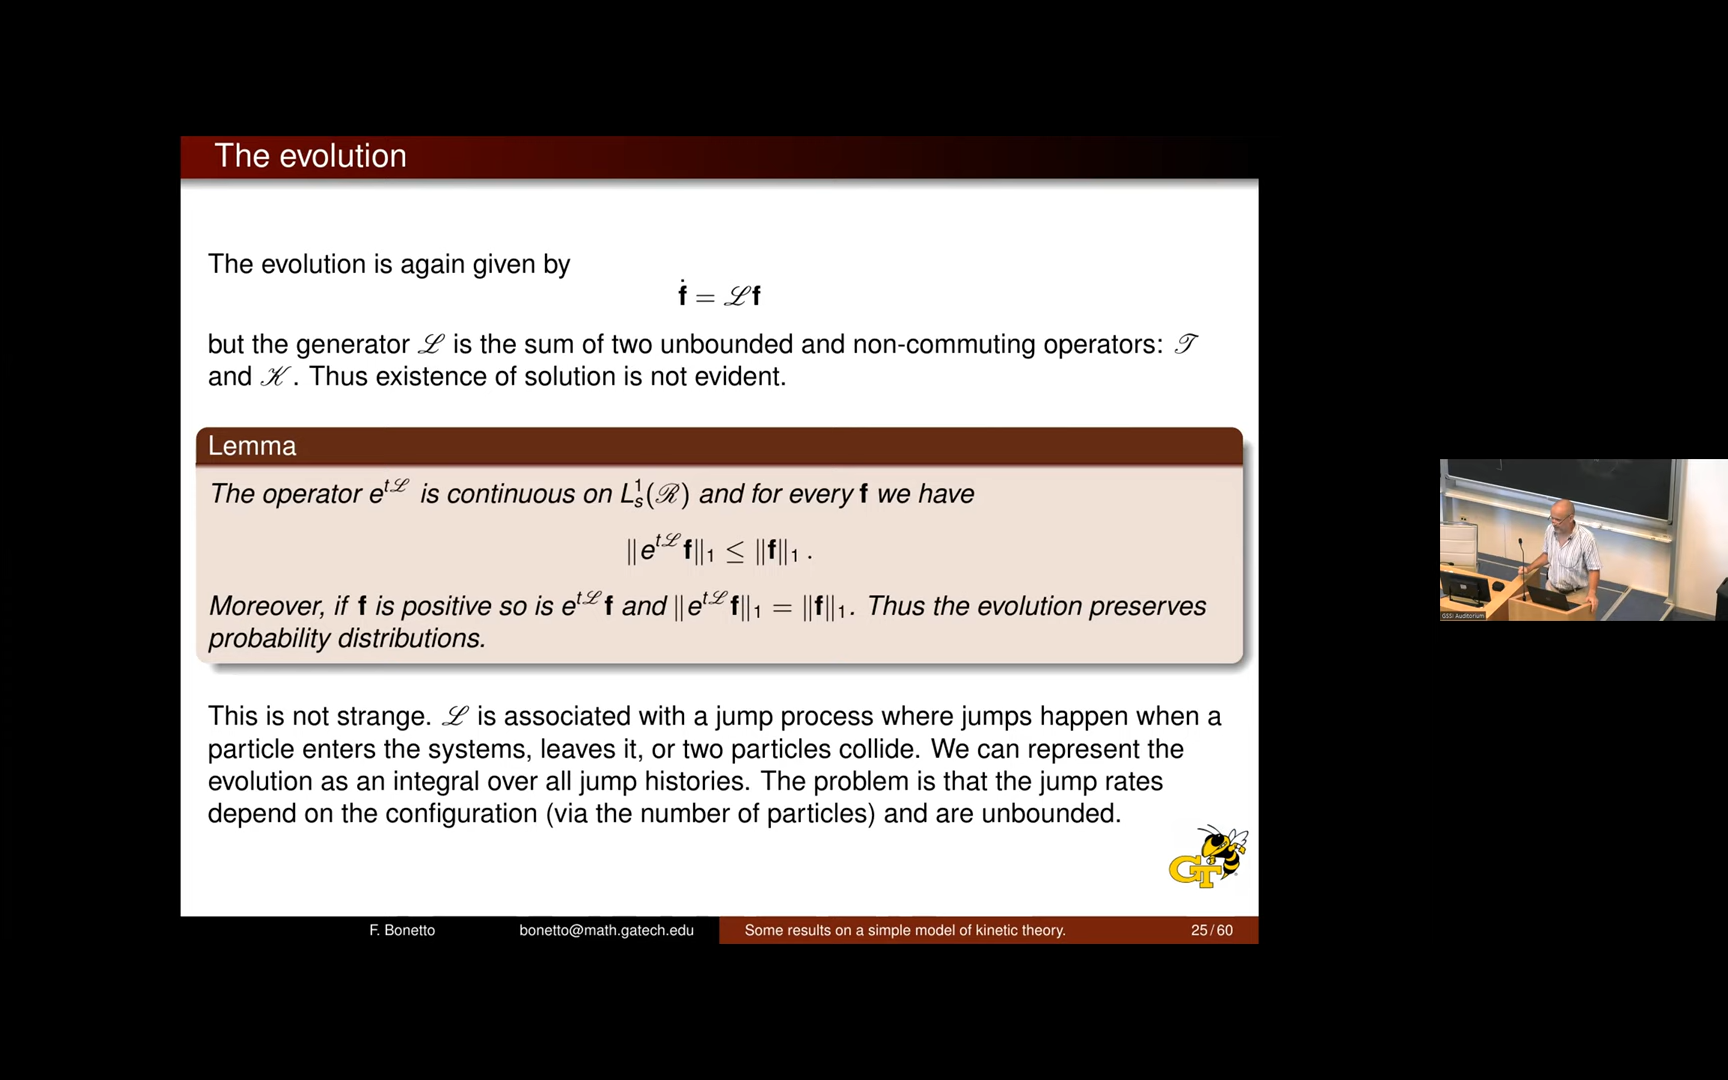 The evolution
The evolution is again given by
ḟ = ℒf
but the generator ℒ is the sum of two unbounded and non-commuting operators: 𝒯
and 𝒦. Thus existence of solution is not evident.
Lemma
The operator e^{tℒ} is continuous on L¹ₛ(ℛ) and for every f we have
‖e^{tℒ}f‖₁ ≤ ‖f‖₁ .
Moreover, if f is positive so is e^{tℒ}f and ‖e^{tℒ}f‖₁ = ‖f‖₁. Thus the evolution preserves
probability distributions.
This is not strange. ℒ is associated with a jump process where jumps happen when a
particle enters the systems, leaves it, or two particles collide. We can represent the
evolution as an integral over all jump histories. The problem is that the jump rates
depend on the configuration (via the number of particles) and are unbounded.
GT
F. Bonetto bonetto@math.gatech.edu Some results on a simple model of kinetic theory. 25/60
GSSI Auditorium